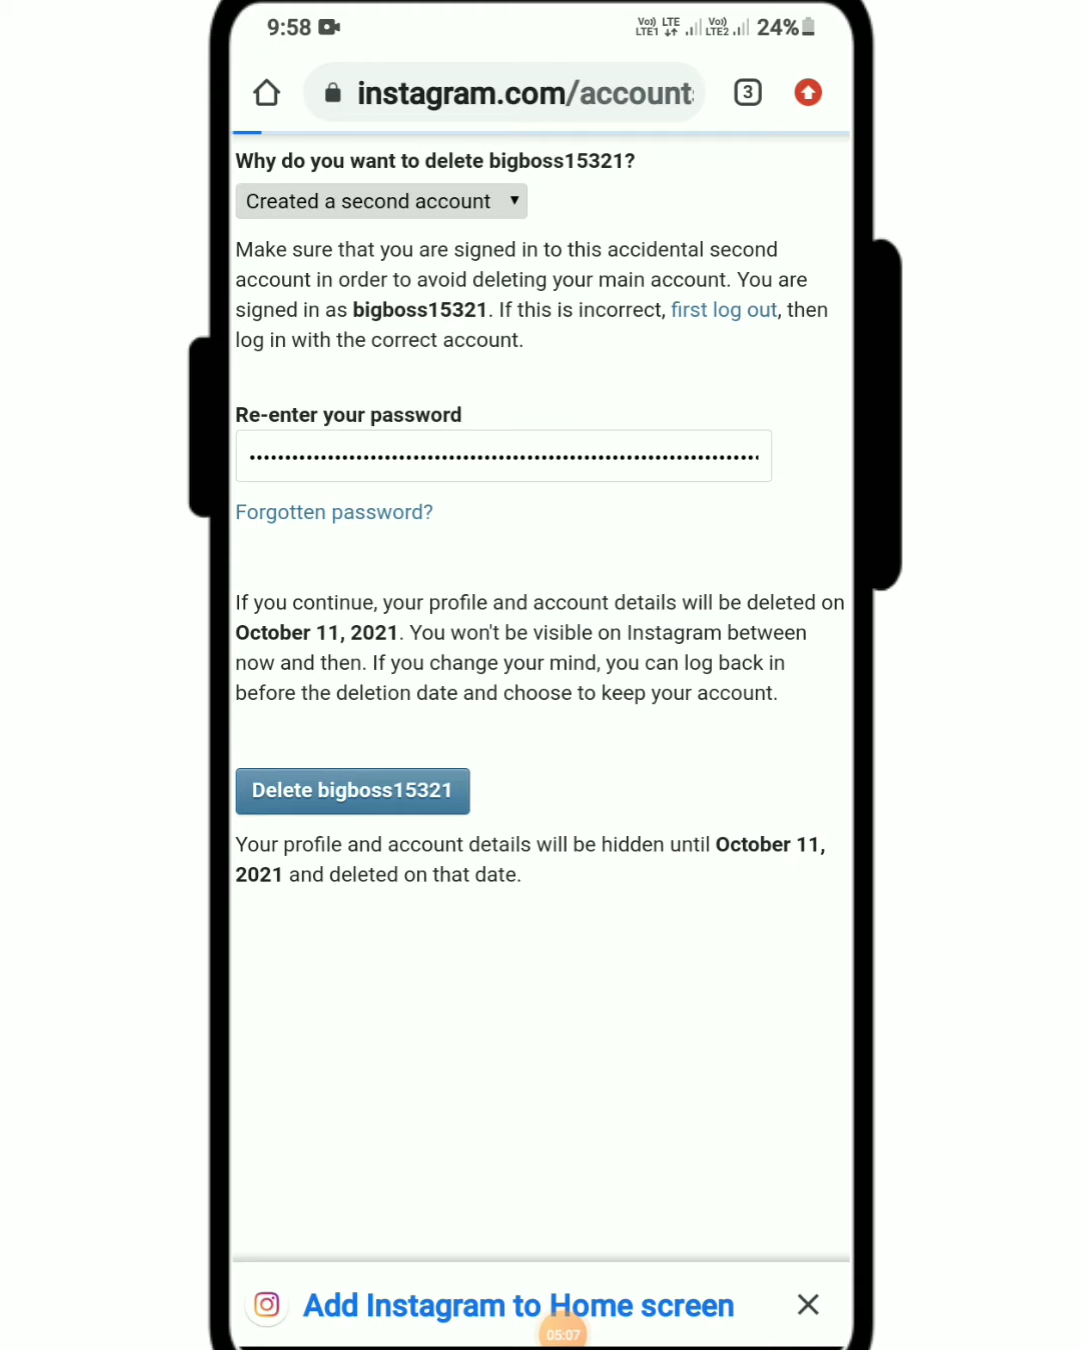 9:58
Vo) LTE Vo)
LTE1 LTE2 24%
instagram.com/account
3
Why do you want to delete bigboss15321?
Created a second account
Make sure that you are signed in to this accidental second
account in order to avoid deleting your main account. You are
signed in as bigboss15321. If this is incorrect, first log out, then
log in with the correct account.
Re-enter your password
Forgotten password?
If you continue, your profile and account details will be deleted on
October 11, 2021. You won't be visible on Instagram between
now and then. If you change your mind, you can log back in
before the deletion date and choose to keep your account.
Delete bigboss15321
Your profile and account details will be hidden until October 11,
2021 and deleted on that date.
Add Instagram to Home screen
05:07